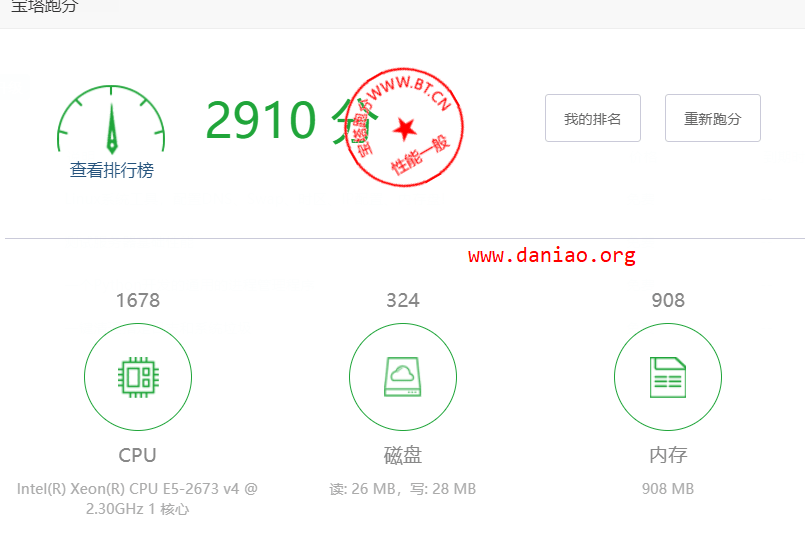 宝塔跑分
2910 分
宝塔跑分WWW.BT.CN
性能一般
查看排行榜
我的排名
重新跑分
www.daniao.org
1678
324
908
CPU
磁盘
内存
Intel(R) Xeon(R) CPU E5-2673 v4 @
2.30GHz 1 核心
读: 26 MB，写: 28 MB
908 MB